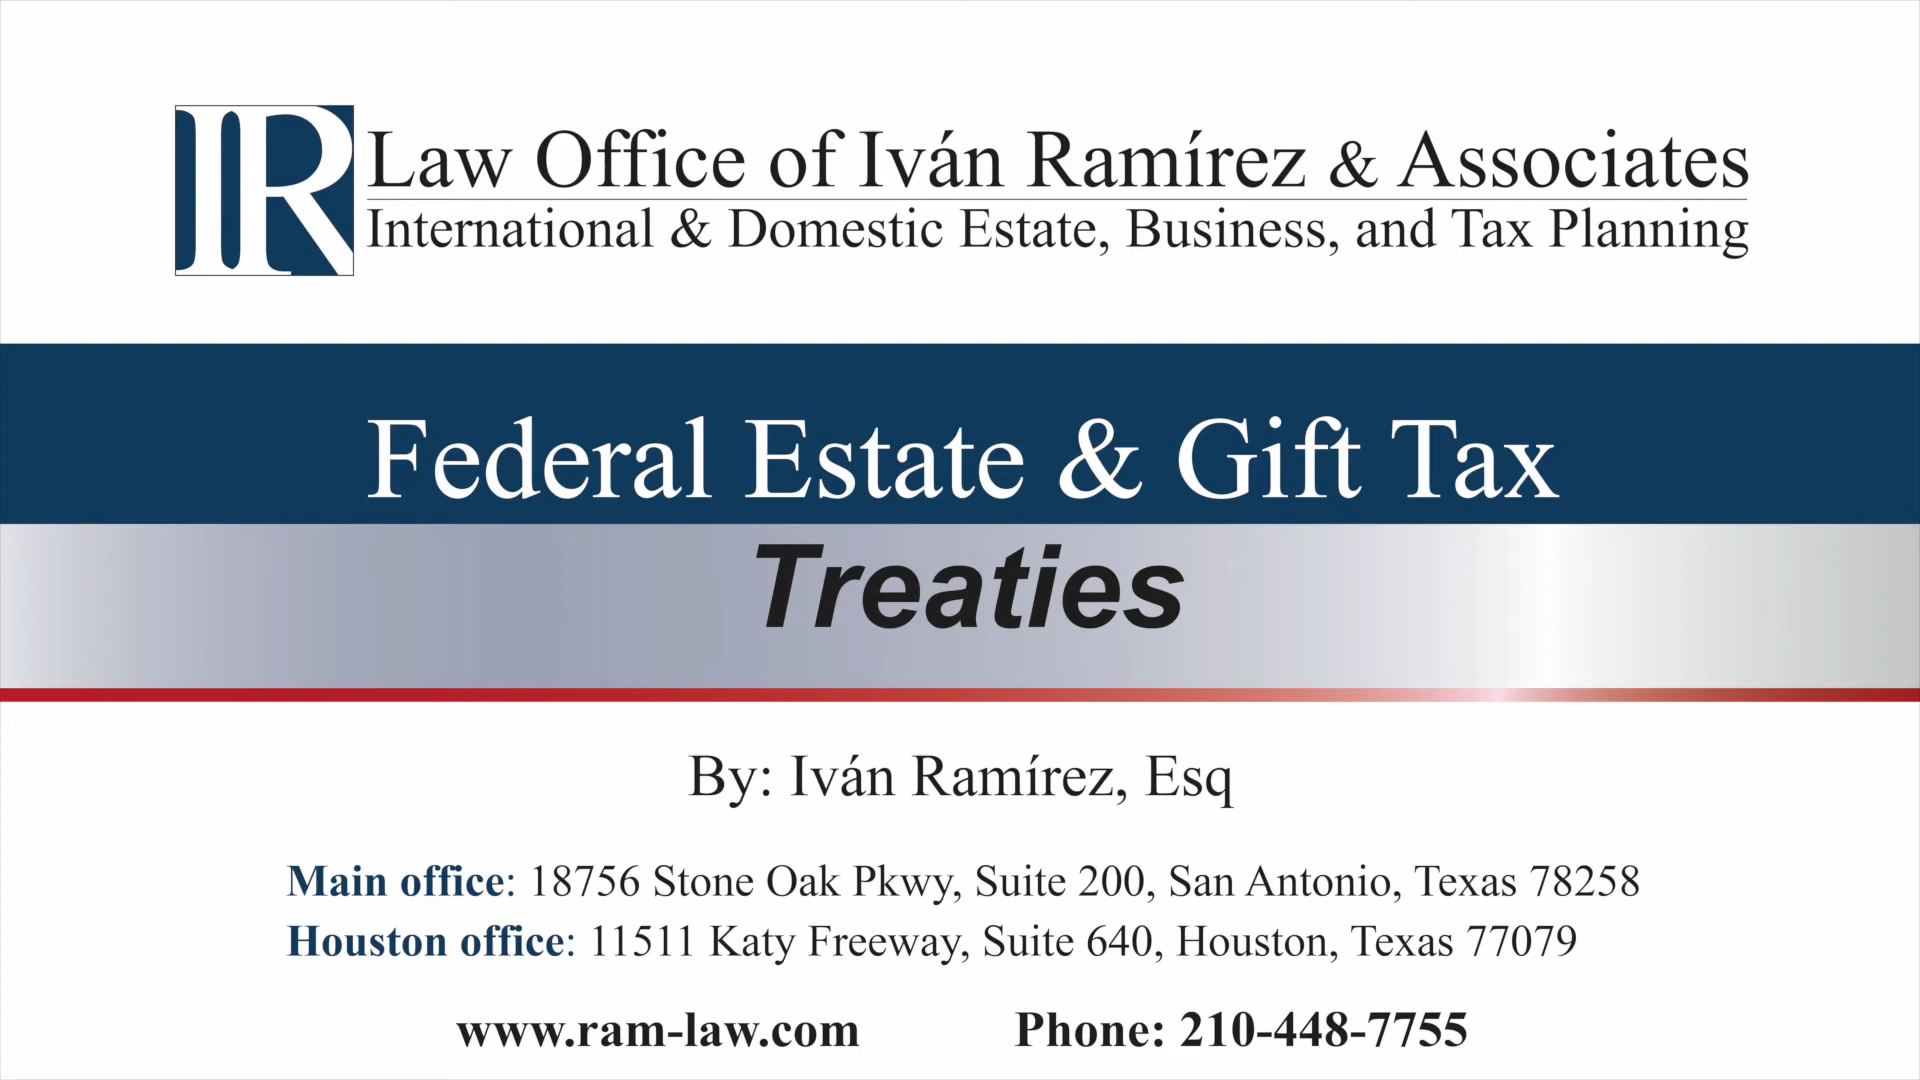 IR
Law Office of Iván Ramírez & Associates
International & Domestic Estate, Business, and Tax Planning
Federal Estate & Gift Tax
Treaties
By: Iván Ramírez, Esq
Main office: 18756 Stone Oak Pkwy, Suite 200, San Antonio, Texas 78258
Houston office: 11511 Katy Freeway, Suite 640, Houston, Texas 77079
www.ram-law.com Phone: 210-448-7755